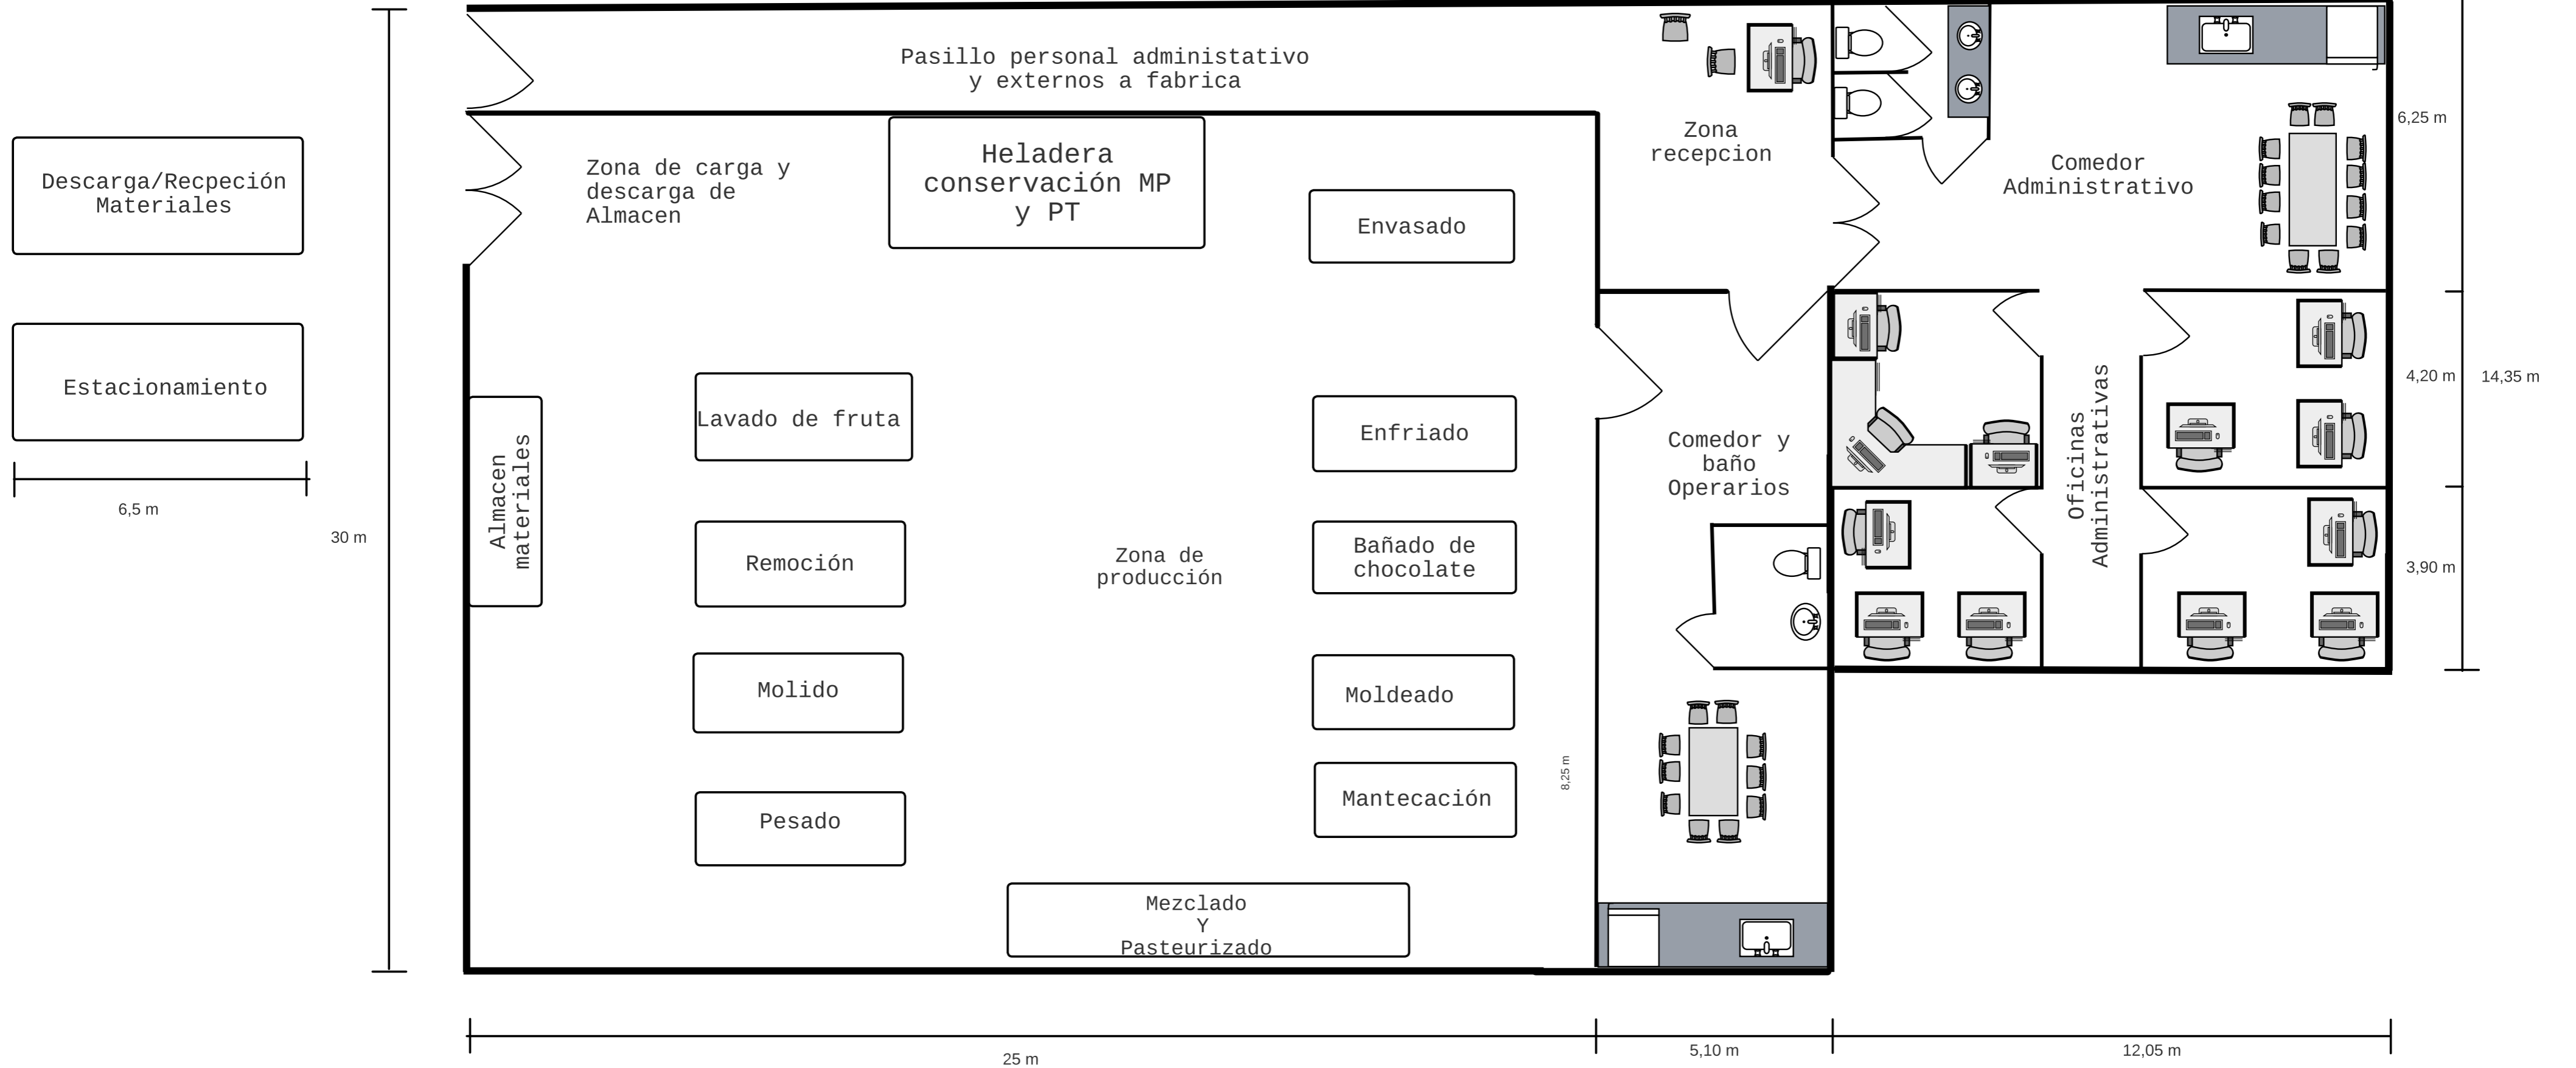 Pasillo personal administativo
y externos a fabrica
Zona
recepcion
Comedor
Administrativo
6,25 m
Descarga/Recpeción
Materiales
Zona de carga y
descarga de
Almacen
Heladera
conservación MP
y PT
Envasado
Estacionamiento
6,5 m
30 m
Almacen
materiales
Lavado de fruta
Remoción
Molido
Pesado
Zona de
producción
Enfriado
Bañado de
chocolate
Moldeado
Mantecación
Mezclado
Y
Pasteurizado
8,25 m
Comedor y
baño
Operarios
Oficinas
Administrativas
4,20 m
14,35 m
3,90 m
25 m
5,10 m
12,05 m